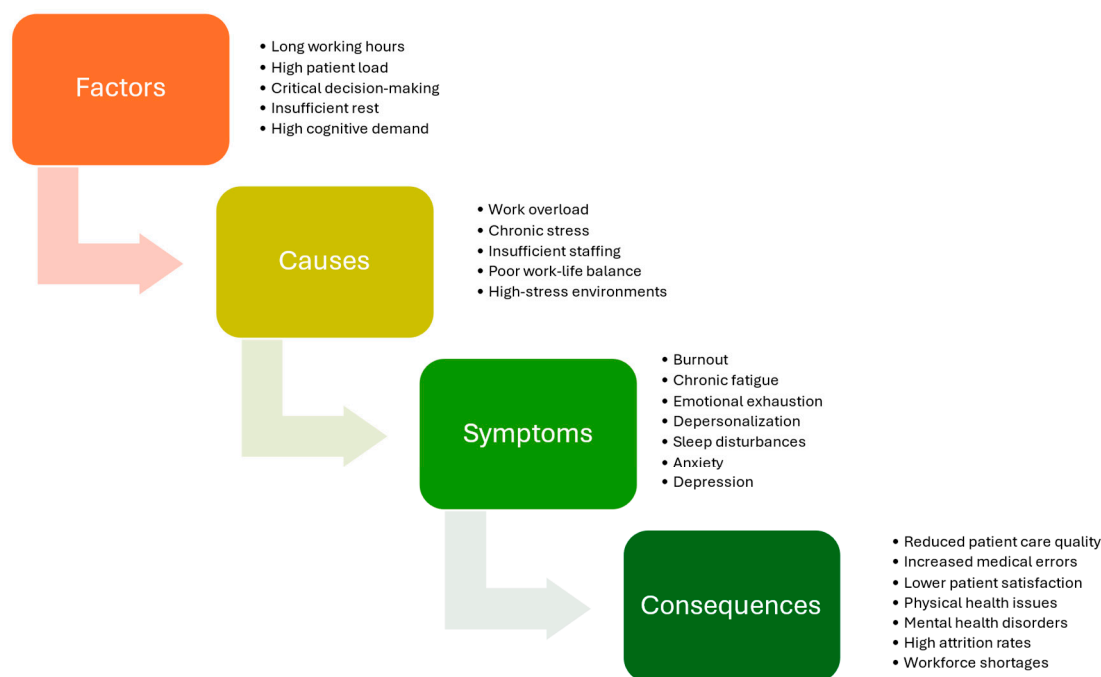 Factors
• Long working hours
• High patient load
• Critical decision-making
• Insufficient rest
• High cognitive demand
Causes
• Work overload
• Chronic stress
• Insufficient staffing
• Poor work-life balance
• High-stress environments
Symptoms
• Burnout
• Chronic fatigue
• Emotional exhaustion
• Depersonalization
• Sleep disturbances
• Anxiety
• Depression
Consequences
• Reduced patient care quality
• Increased medical errors
• Lower patient satisfaction
• Physical health issues
• Mental health disorders
• High attrition rates
• Workforce shortages